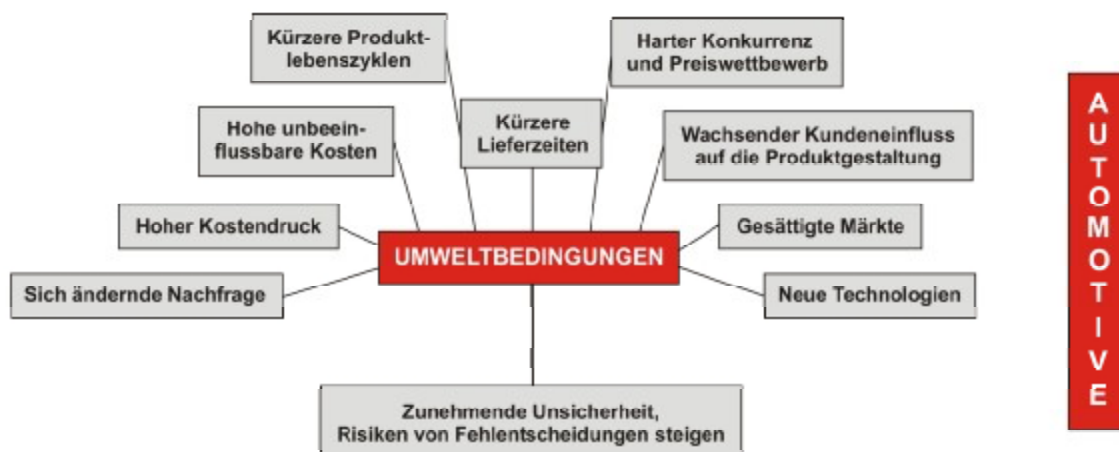 Kürzere Produkt-
lebenszyklen
Harter Konkurrenz
und Preiswettbewerb
Hohe unbeein-
flussbare Kosten
Kürzere
Lieferzeiten
Wachsender Kundeneinfluss
auf die Produktgestaltung
Hoher Kostendruck
Gesättigte Märkte
UMWELTBEDINGUNGEN
Sich ändernde Nachfrage
Neue Technologien
Zunehmende Unsicherheit,
Risiken von Fehlentscheidungen steigen
AUTOMOTIVE